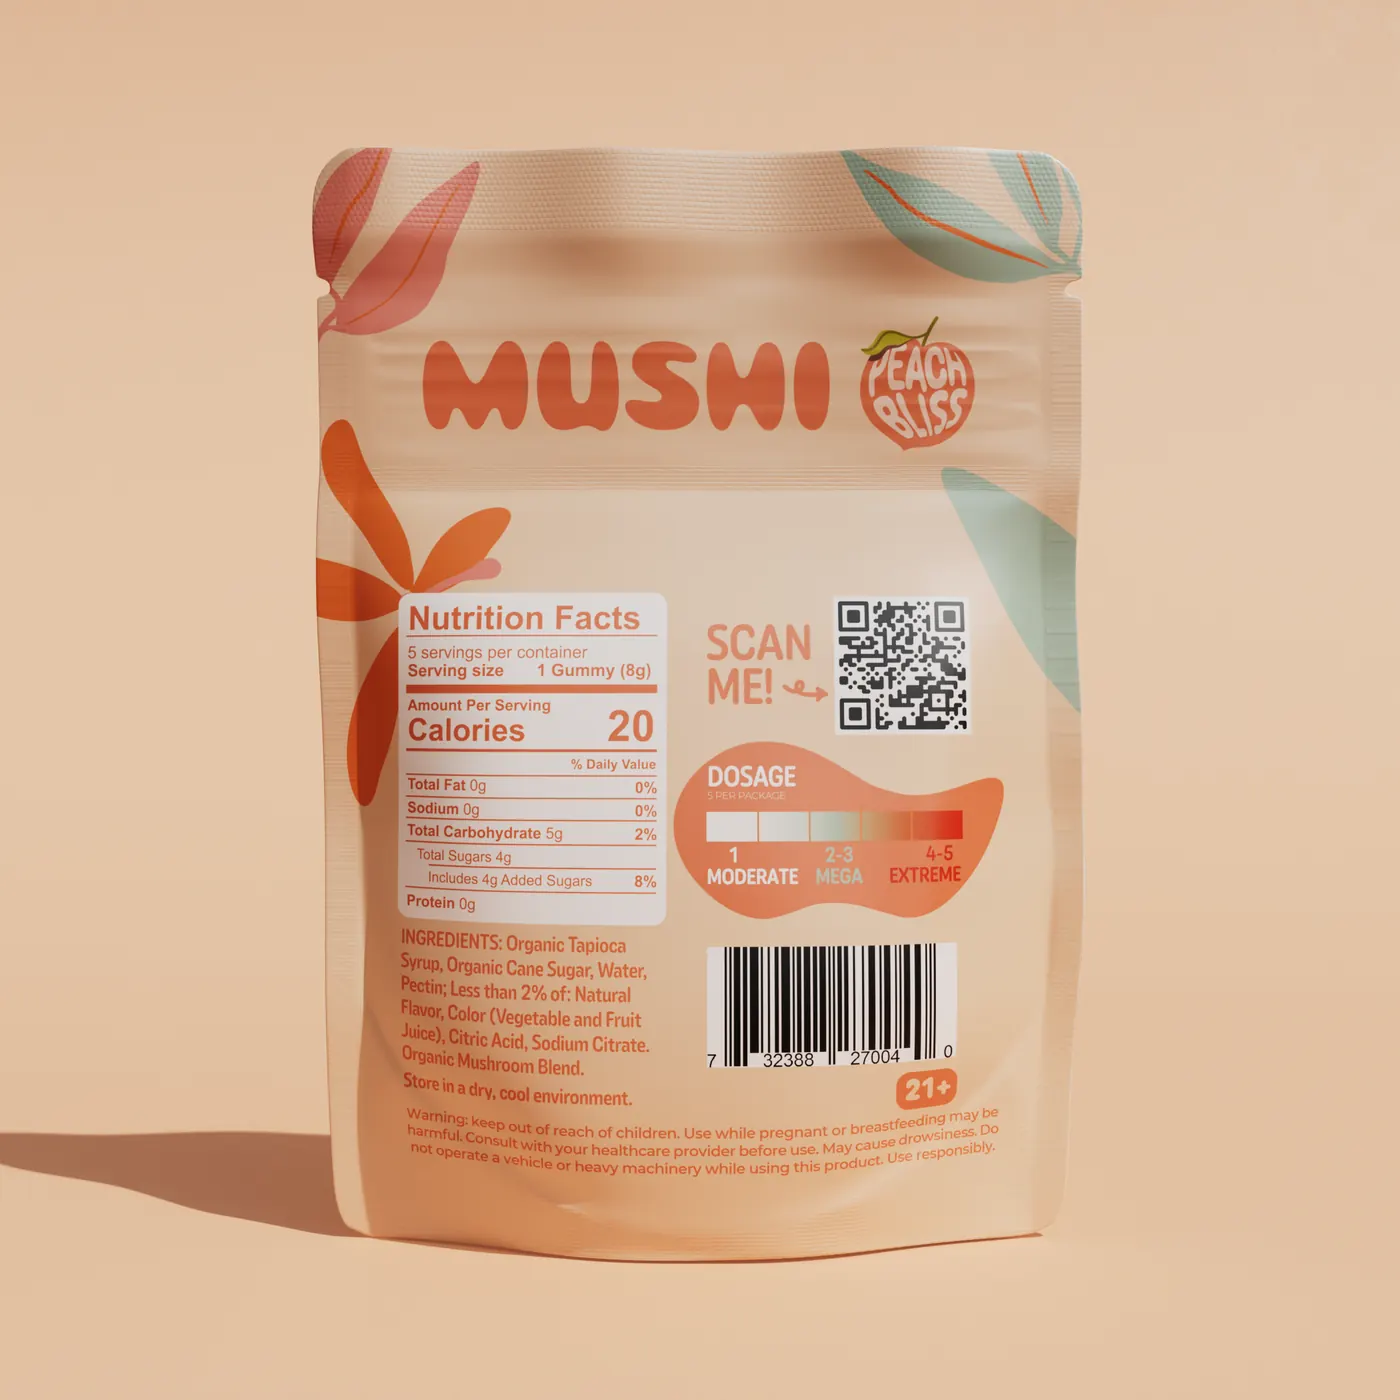 MUSHI
PEACH
BLISS
Nutrition Facts
5 servings per container
Serving size 1 Gummy (8g)
Amount Per Serving
Calories 20
% Daily Value
Total Fat 0g 0%
Sodium 0g 0%
Total Carbohydrate 5g 2%
Total Sugars 4g
Includes 4g Added Sugars 8%
Protein 0g
INGREDIENTS: Organic Tapioca
Syrup, Organic Cane Sugar, Water,
Pectin; Less than 2% of: Natural
Flavor, Color (Vegetable and Fruit
Juice), Citric Acid, Sodium Citrate.
Organic Mushroom Blend.
Store in a dry, cool environment.
SCAN
ME!
DOSAGE
5 PER PACKAGE
1 2-3 4-5
MODERATE MEGA EXTREME
7 32388 27004 0
21+
Warning: keep out of reach of children. Use while pregnant or breastfeeding may be
harmful. Consult with your healthcare provider before use. May cause drowsiness. Do
not operate a vehicle or heavy machinery while using this product. Use responsibly.